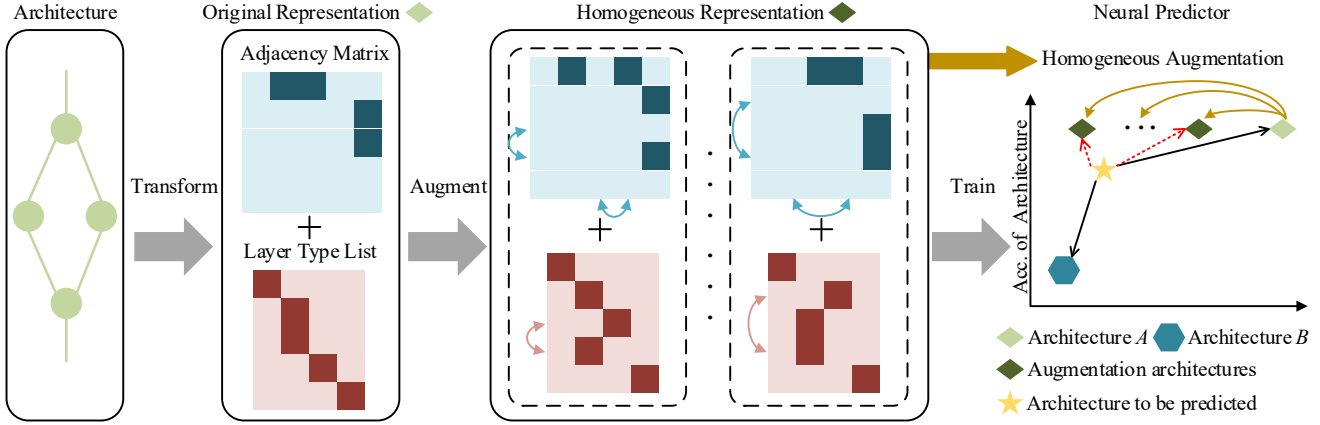 Architecture
Original Representation
Homogeneous Representation
Neural Predictor
Adjacency Matrix
Homogeneous Augmentation
Transform
Augment
Train
Layer Type List
Acc. of Architecture
Architecture A
Architecture B
Augmentation architectures
Architecture to be predicted